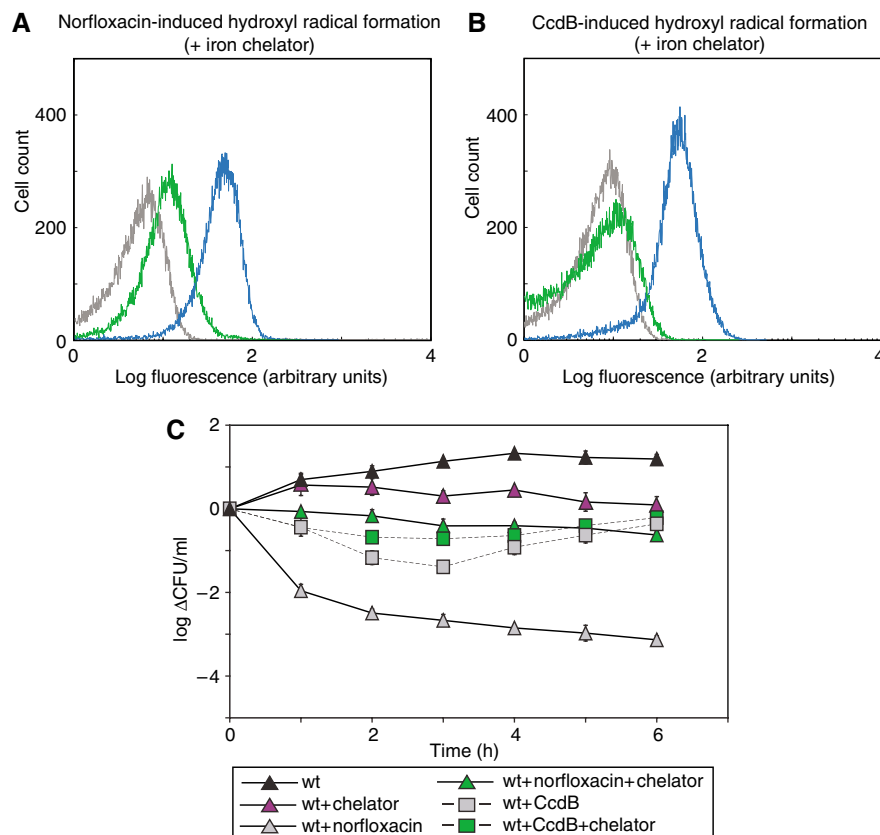 A
Norfloxacin-induced hydroxyl radical formation
(+ iron chelator)
400
200
0
Cell count
0
2
4
Log fluorescence (arbitrary units)
B
CcdB-induced hydroxyl radical formation
(+ iron chelator)
400
200
0
Cell count
0
2
4
Log fluorescence (arbitrary units)
C
2
0
−2
−4
log ΔCFU/ml
0
2
4
6
Time (h)
wt
wt+chelator
wt+norfloxacin
wt+norfloxacin+chelator
wt+CcdB
wt+CcdB+chelator